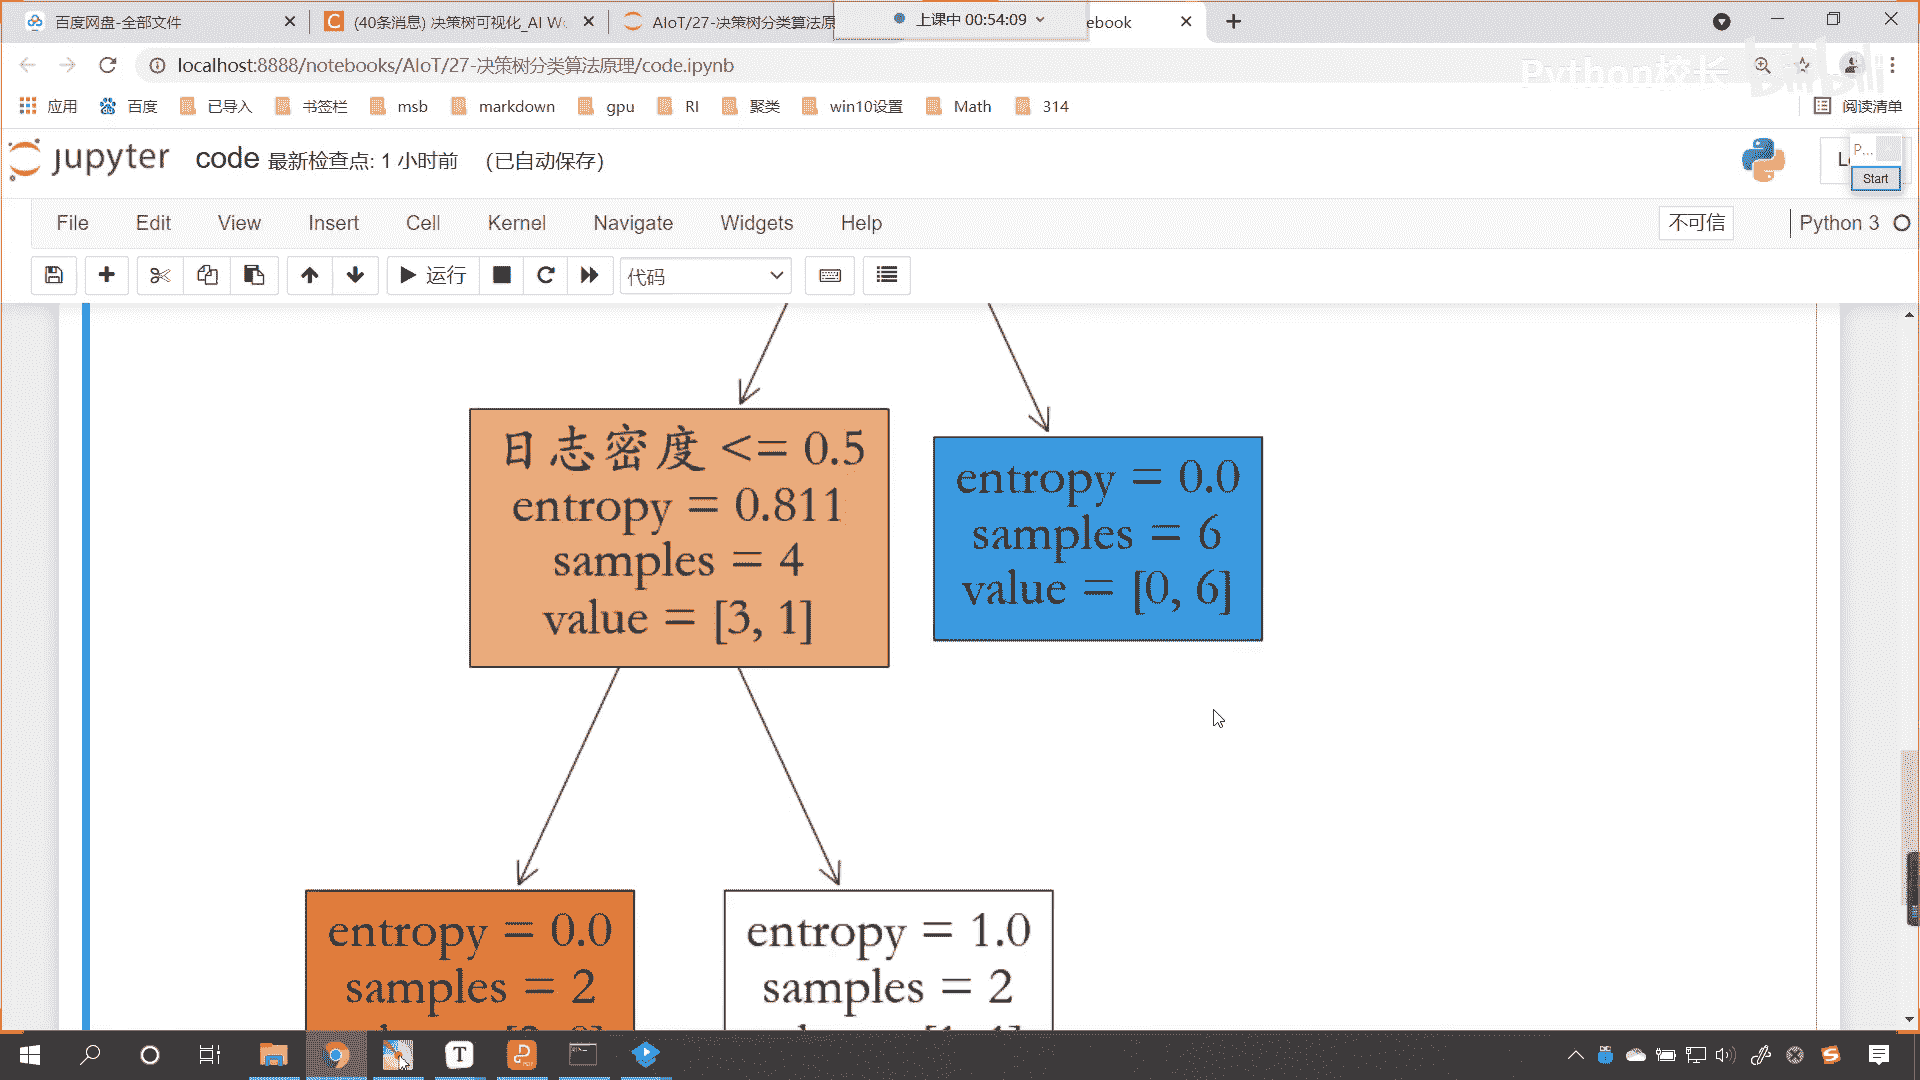 百度网盘-全部文件
(40条消息) 决策树可视化_AI W
AIoT/27-决策树分类算法原
上课中 00:54:09
ebook
localhost:8888/notebooks/AIoT/27-决策树分类算法原理/code.ipynb
Python校长
bilibili
应用
百度
已导入
书签栏
msb
markdown
gpu
RI
聚类
win10设置
Math
314
阅读清单
jupyter
code 最新检查点: 1 小时前 (已自动保存)
P...
Start
File Edit View Insert Cell Kernel Navigate Widgets Help
不可信
Python 3
运行
代码
日志密度 <= 0.5
entropy = 0.811
samples = 4
value = [3, 1]
entropy = 0.0
samples = 6
value = [0, 6]
entropy = 0.0
samples = 2
entropy = 1.0
samples = 2